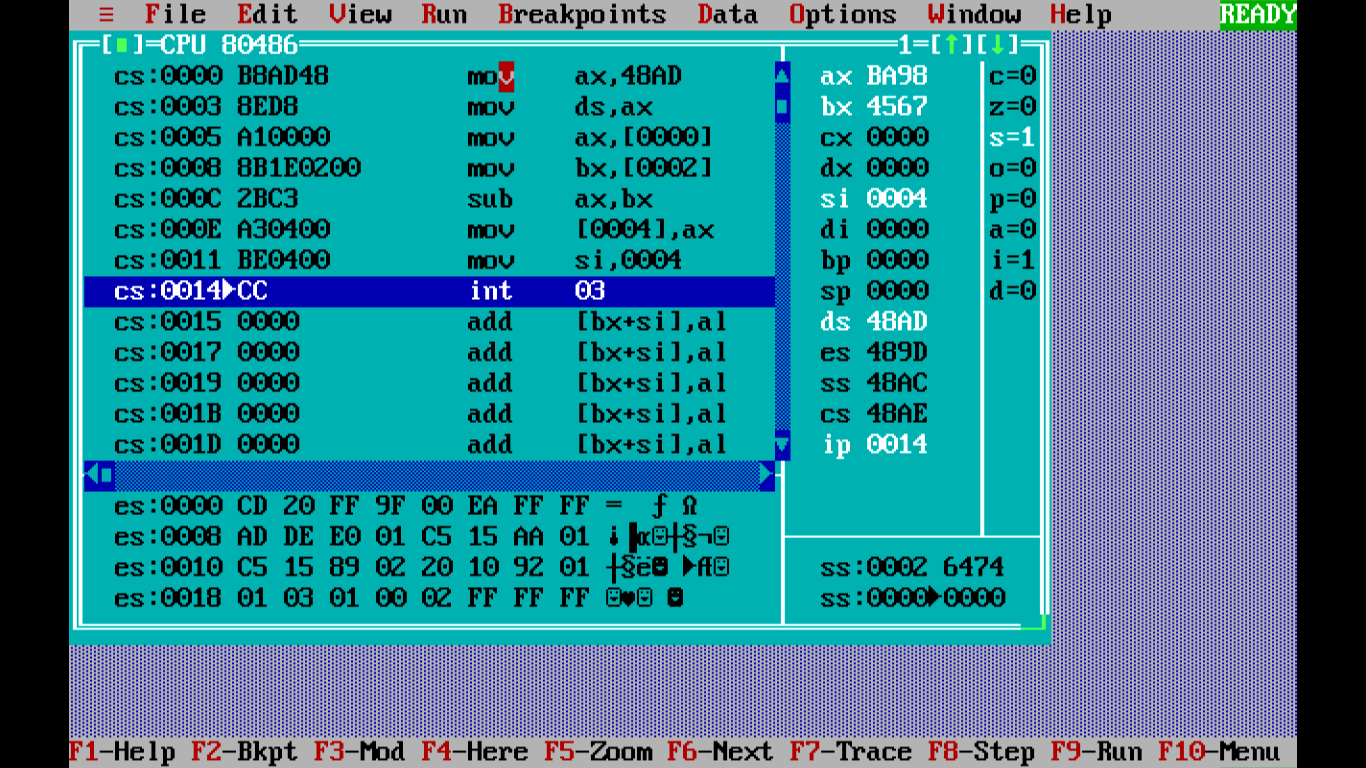 ≡ File Edit View Run Breakpoints Data Options Window Help READY
[■]=CPU 80486 1=[↑][↓]
cs:0000 B8AD48 mov ax,48AD ax BA98 c=0
cs:0003 8ED8 mov ds,ax bx 4567 z=0
cs:0005 A10000 mov ax,[0000] cx 0000 s=1
cs:0008 8B1E0200 mov bx,[0002] dx 0000 o=0
cs:000C 2BC3 sub ax,bx si 0004 p=0
cs:000E A30400 mov [0004],ax di 0000 a=0
cs:0011 BE0400 mov si,0004 bp 0000 i=1
cs:0014►CC int 03 sp 0000 d=0
cs:0015 0000 add [bx+si],al ds 48AD
cs:0017 0000 add [bx+si],al es 489D
cs:0019 0000 add [bx+si],al ss 48AC
cs:001B 0000 add [bx+si],al cs 48AE
cs:001D 0000 add [bx+si],al ip 0014
es:0000 CD 20 FF 9F 00 EA FF FF = ƒ Ω
es:0008 AD DE E0 01 C5 15 AA 01 ¡▐α☺┼§¬☺
es:0010 C5 15 89 02 20 10 92 01 ┼§ë☻ ►Æ☺ ss:0002 6474
es:0018 01 03 01 00 02 FF FF FF ☺♥☺ ☻ ss:0000►0000
F1-Help F2-Bkpt F3-Mod F4-Here F5-Zoom F6-Next F7-Trace F8-Step F9-Run F10-Menu